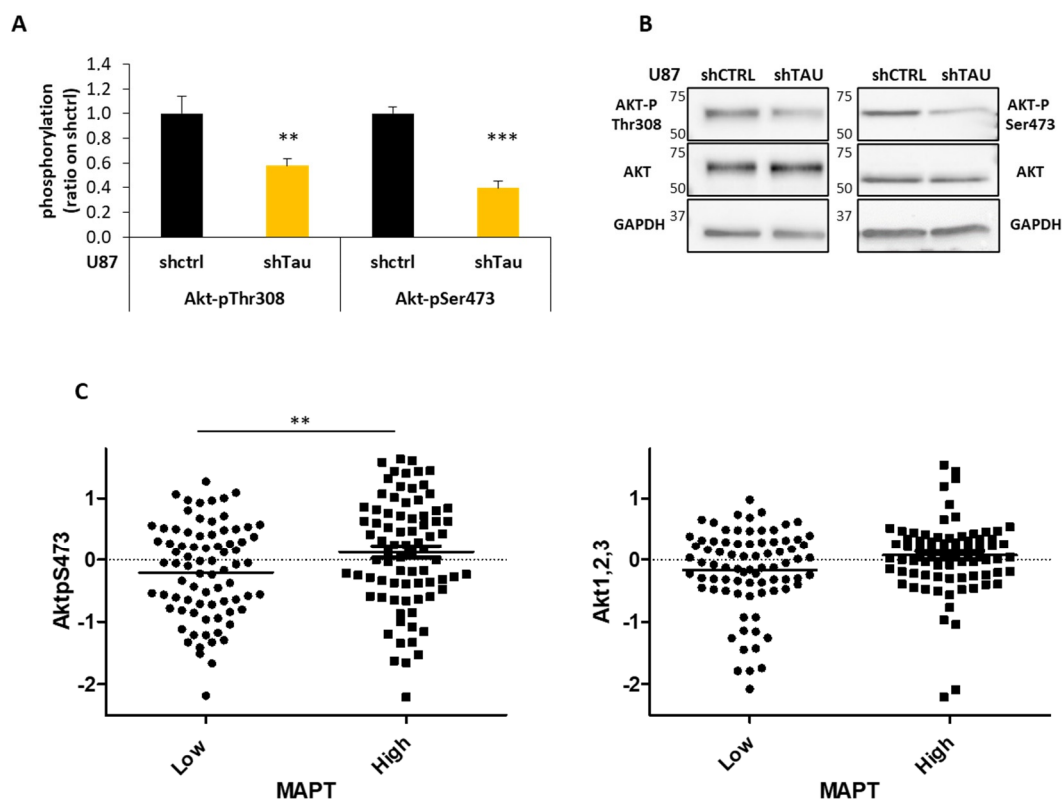 A
phosphorylation
(ratio on shctrl)
1.4
1.2
1.0
0.8
0.6
0.4
0.2
0.0
**
***
U87
shctrl
shTau
shctrl
shTau
Akt-pThr308
Akt-pSer473
B
U87 shCTRL shTAU
shCTRL shTAU
AKT-P
Thr308
75
50
75
50
AKT-P
Ser473
AKT
75
50
75
50
AKT
GAPDH
37
37
GAPDH
C
**
AktpS473
1
0
-1
-2
Low
High
MAPT
Akt1,2,3
1
0
-1
-2
Low
High
MAPT